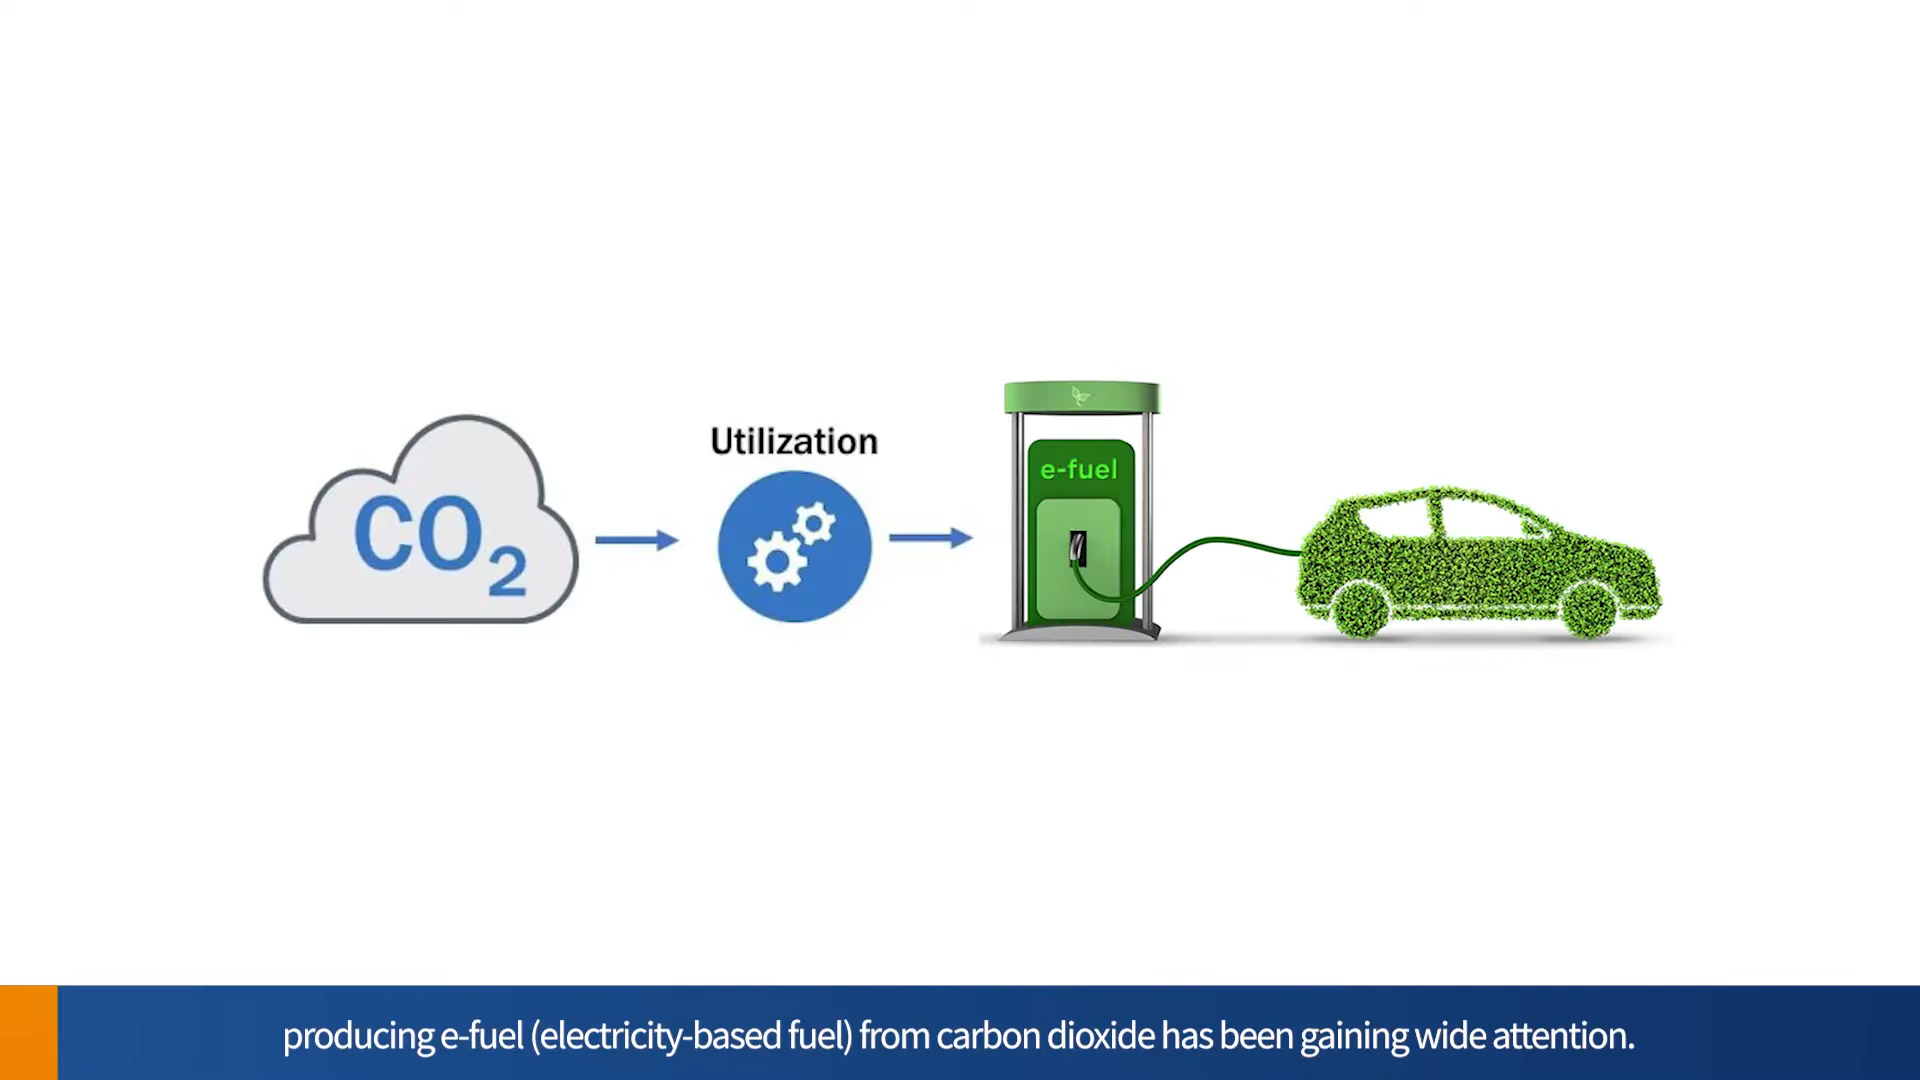 CO2
Utilization
e-fuel
producing e-fuel (electricity-based fuel) from carbon dioxide has been gaining wide attention.